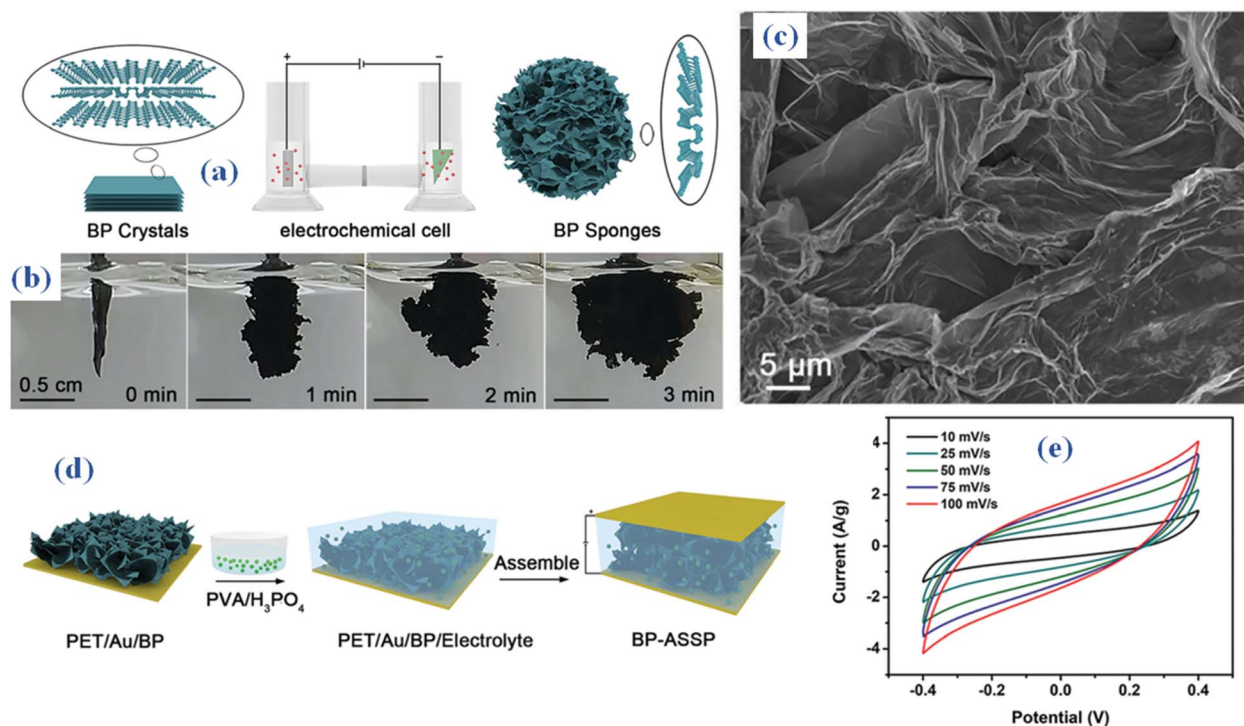 (a)
+ −
BP Crystals
electrochemical cell
BP Sponges
(b)
0.5 cm
0 min
1 min
2 min
3 min
(c)
5 μm
(d)
PET/Au/BP
PVA/H₃PO₄
PET/Au/BP/Electrolyte
Assemble
BP-ASSP
+
(e)
10 mV/s
25 mV/s
50 mV/s
75 mV/s
100 mV/s
Current (A/g)
4
2
0
-2
-4
-0.4 -0.2 0.0 0.2 0.4
Potential (V)